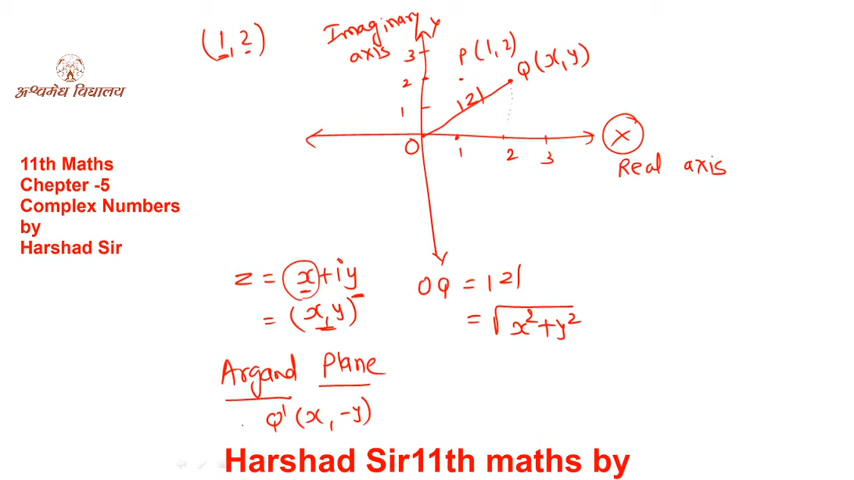 (1, 2)
Imaginary
axis
Y
3
2
1
P (1, 2)
Q (x, y)
|z|
O
1
2
3
X
Real axis
अश्वमेध विद्यालय
11th Maths
Chepter -5
Complex Numbers
by
Harshad Sir
z = x + iy
= (x, y)
OQ = |z|
= √x² + y²
Argand Plane
Q' (x, -y)
Harshad Sir11th maths by